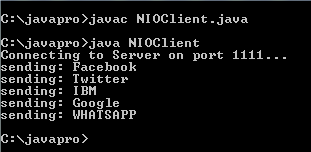 C:\javapro>javac NIOClient.java
C:\javapro>java NIOClient
Connecting to Server on port 1111...
sending: Facebook
sending: Twitter
sending: IBM
sending: Google
sending: WHATSAPP
C:\javapro>